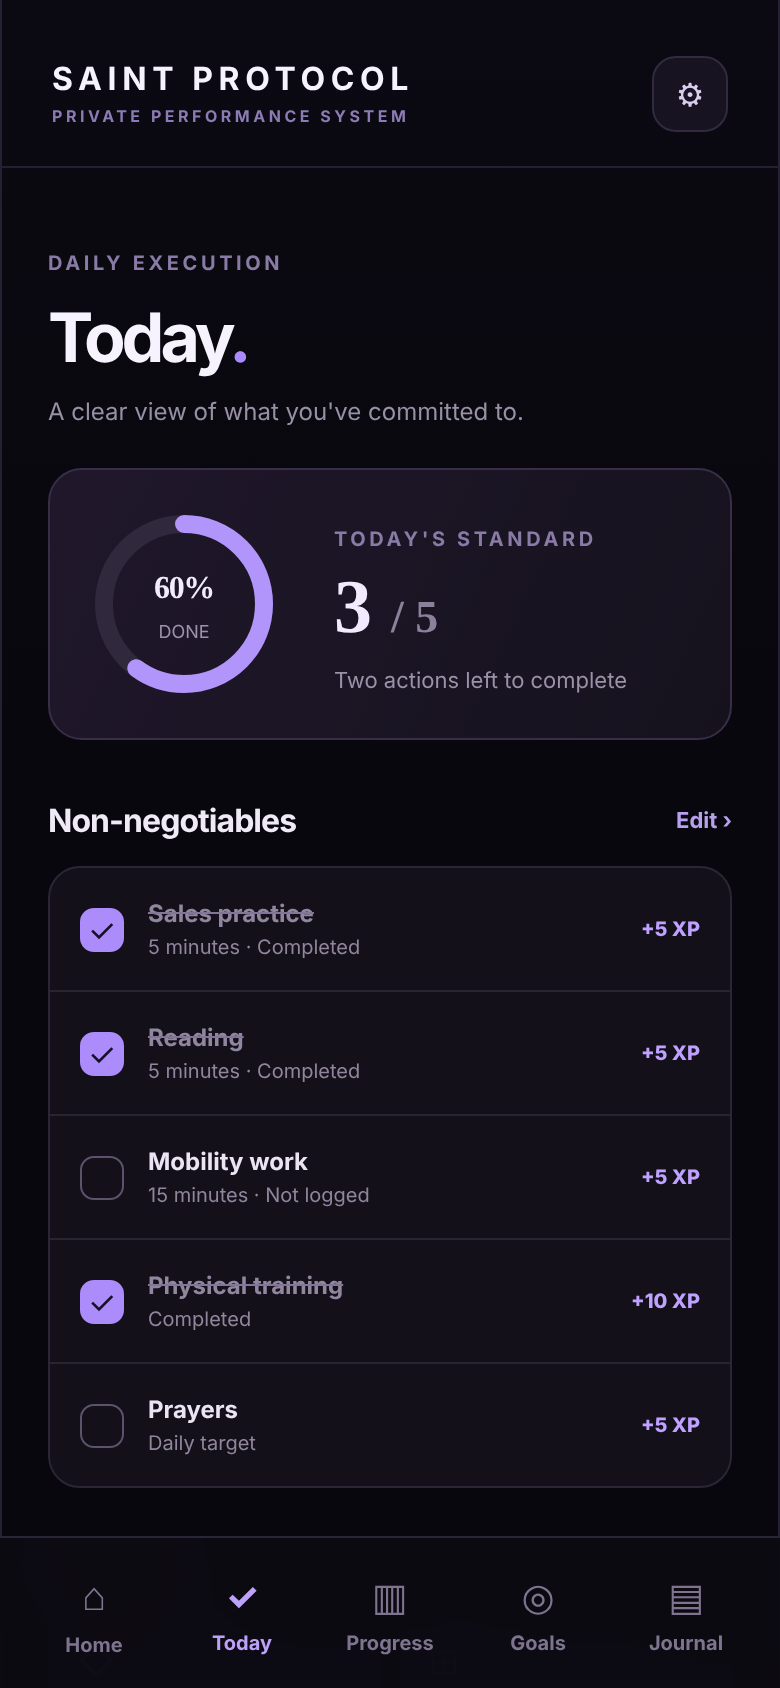 SAINT PROTOCOL
PRIVATE PERFORMANCE SYSTEM
DAILY EXECUTION
Today.
A clear view of what you've committed to.
60%
DONE
TODAY'S STANDARD
3 / 5
Two actions left to complete
Non-negotiables
Edit ›
Sales practice
5 minutes · Completed
+5 XP
Reading
5 minutes · Completed
+5 XP
Mobility work
15 minutes · Not logged
+5 XP
Physical training
Completed
+10 XP
Prayers
Daily target
+5 XP
Home
Today
Progress
Goals
Journal